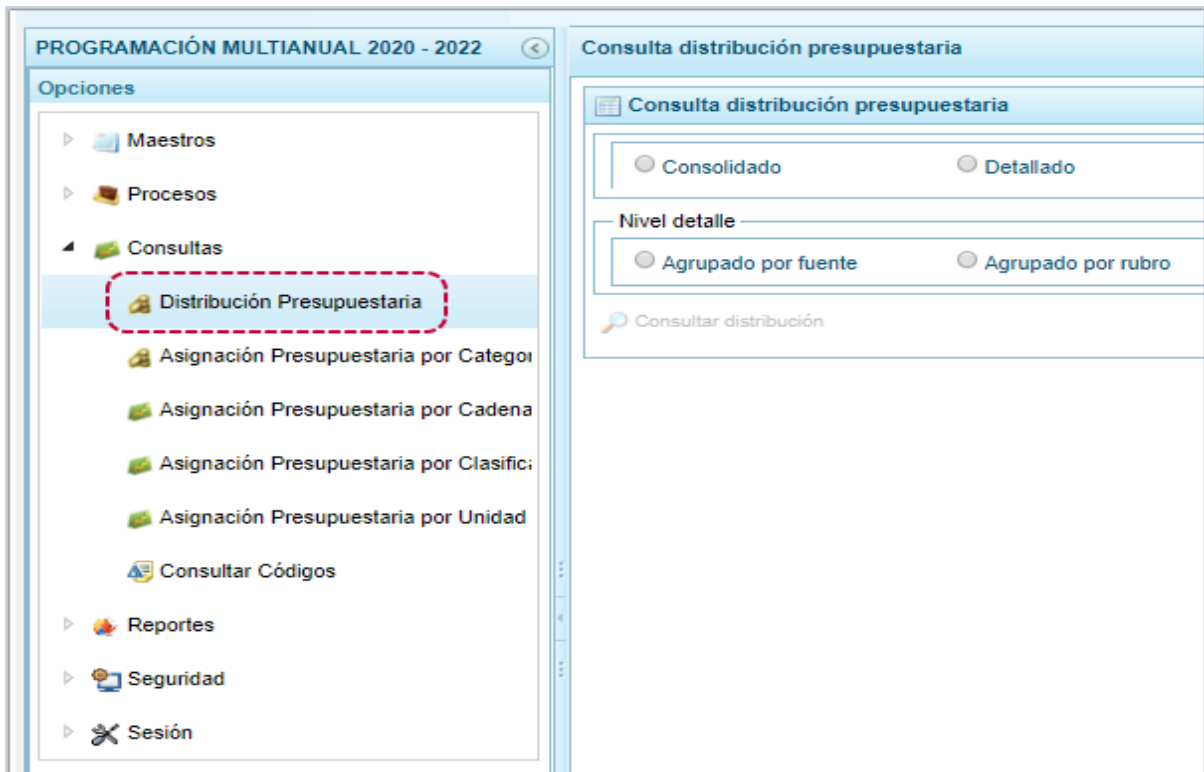 PROGRAMACIÓN MULTIANUAL 2020 - 2022
Opciones
Maestros
Procesos
Consultas
Distribución Presupuestaria
Asignación Presupuestaria por Categor
Asignación Presupuestaria por Cadena
Asignación Presupuestaria por Clasifica
Asignación Presupuestaria por Unidad
Consultar Códigos
Reportes
Seguridad
Sesión
Consulta distribución presupuestaria
Consulta distribución presupuestaria
Consolidado Detallado
Nivel detalle
Agrupado por fuente Agrupado por rubro
Consultar distribución